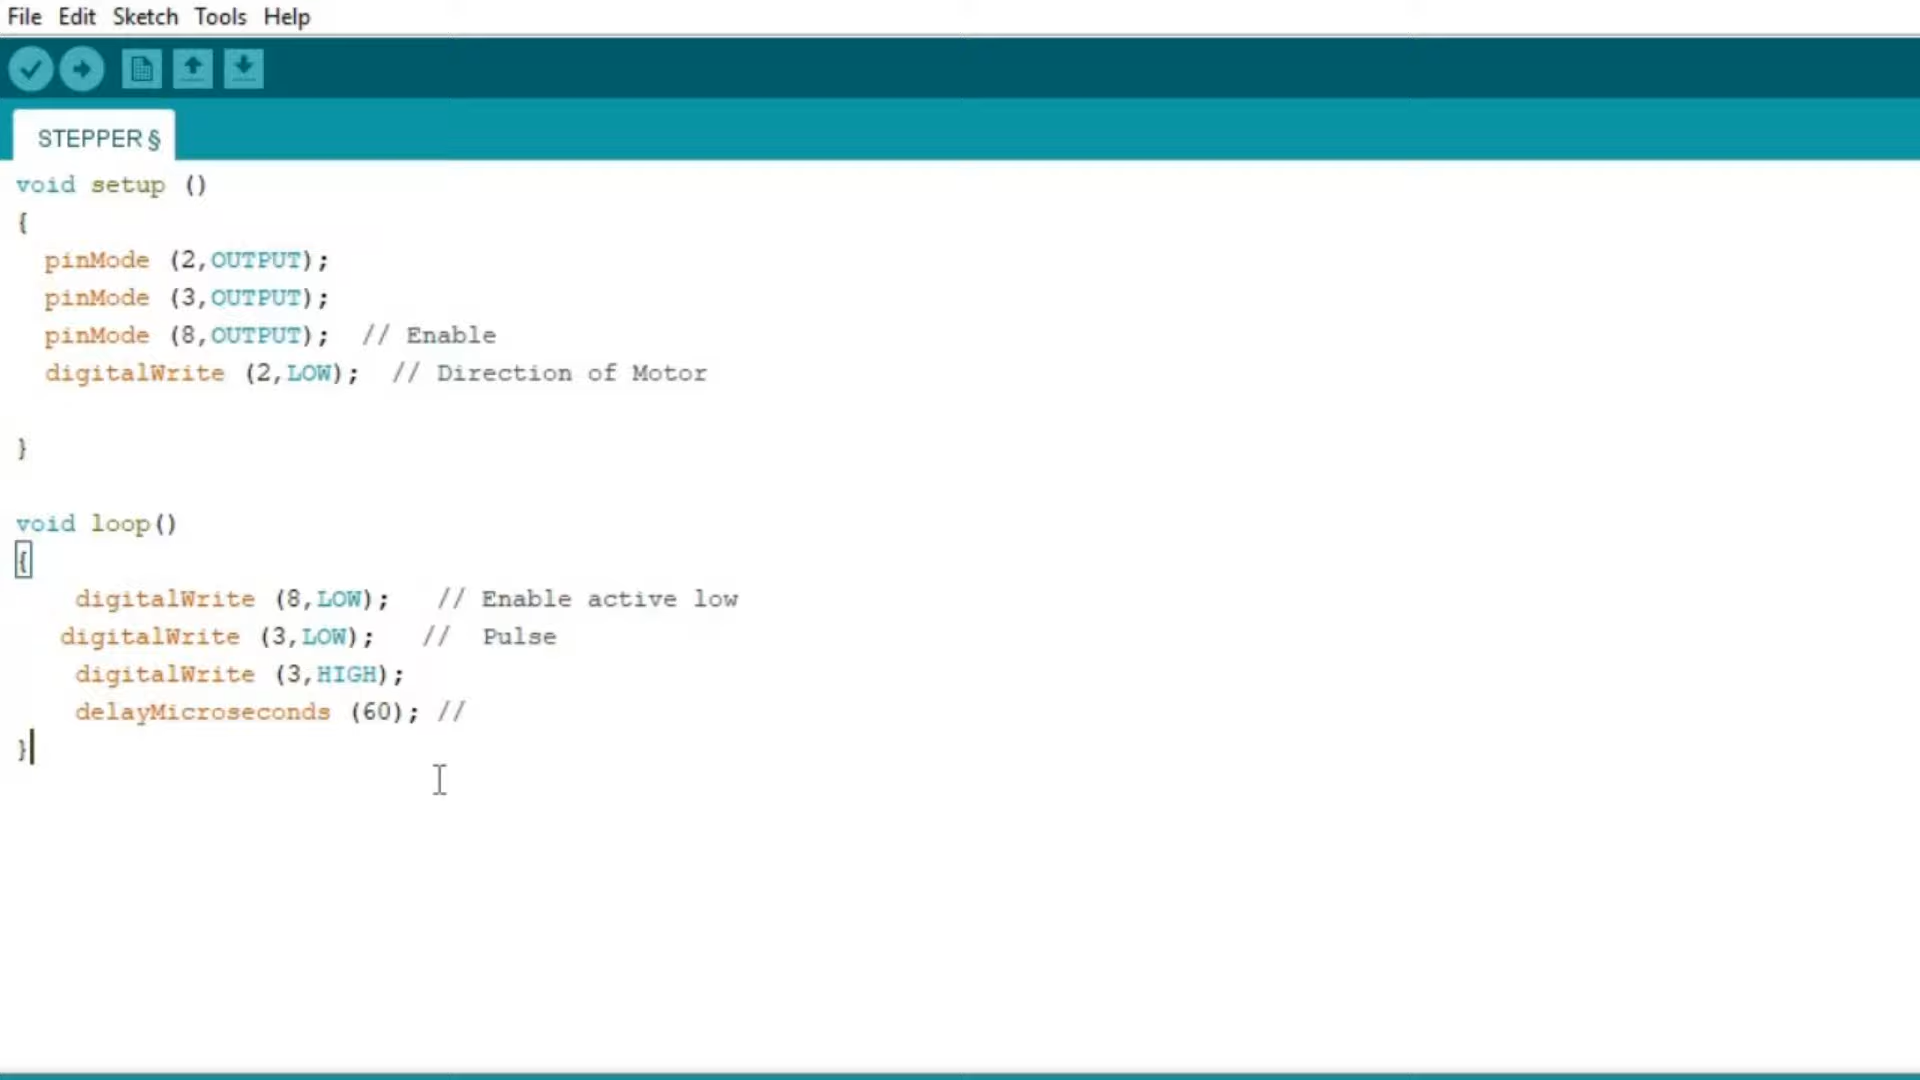 File Edit Sketch Tools Help
STEPPER §
void setup ()
{
pinMode (2,OUTPUT);
pinMode (3,OUTPUT);
pinMode (8,OUTPUT);  // Enable
digitalWrite (2,LOW);  // Direction of Motor
}
void loop()
{
digitalWrite (8,LOW);   // Enable active low
digitalWrite (3,LOW);   //  Pulse
digitalWrite (3,HIGH);
delayMicroseconds (60); //
}